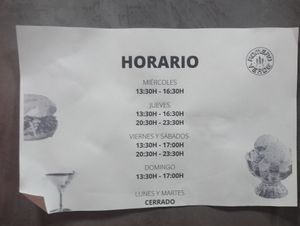 HORARIO
MIÉRCOLES
13:30H - 16:30H
JUEVES
13:30H - 16:30H
20:30H - 23:30H
VIERNES Y SÁBADOS
13:30H - 17:00H
20:30H - 23:30H
DOMINGO
13:30H - 17:00H
LUNES Y MARTES
CERRADO